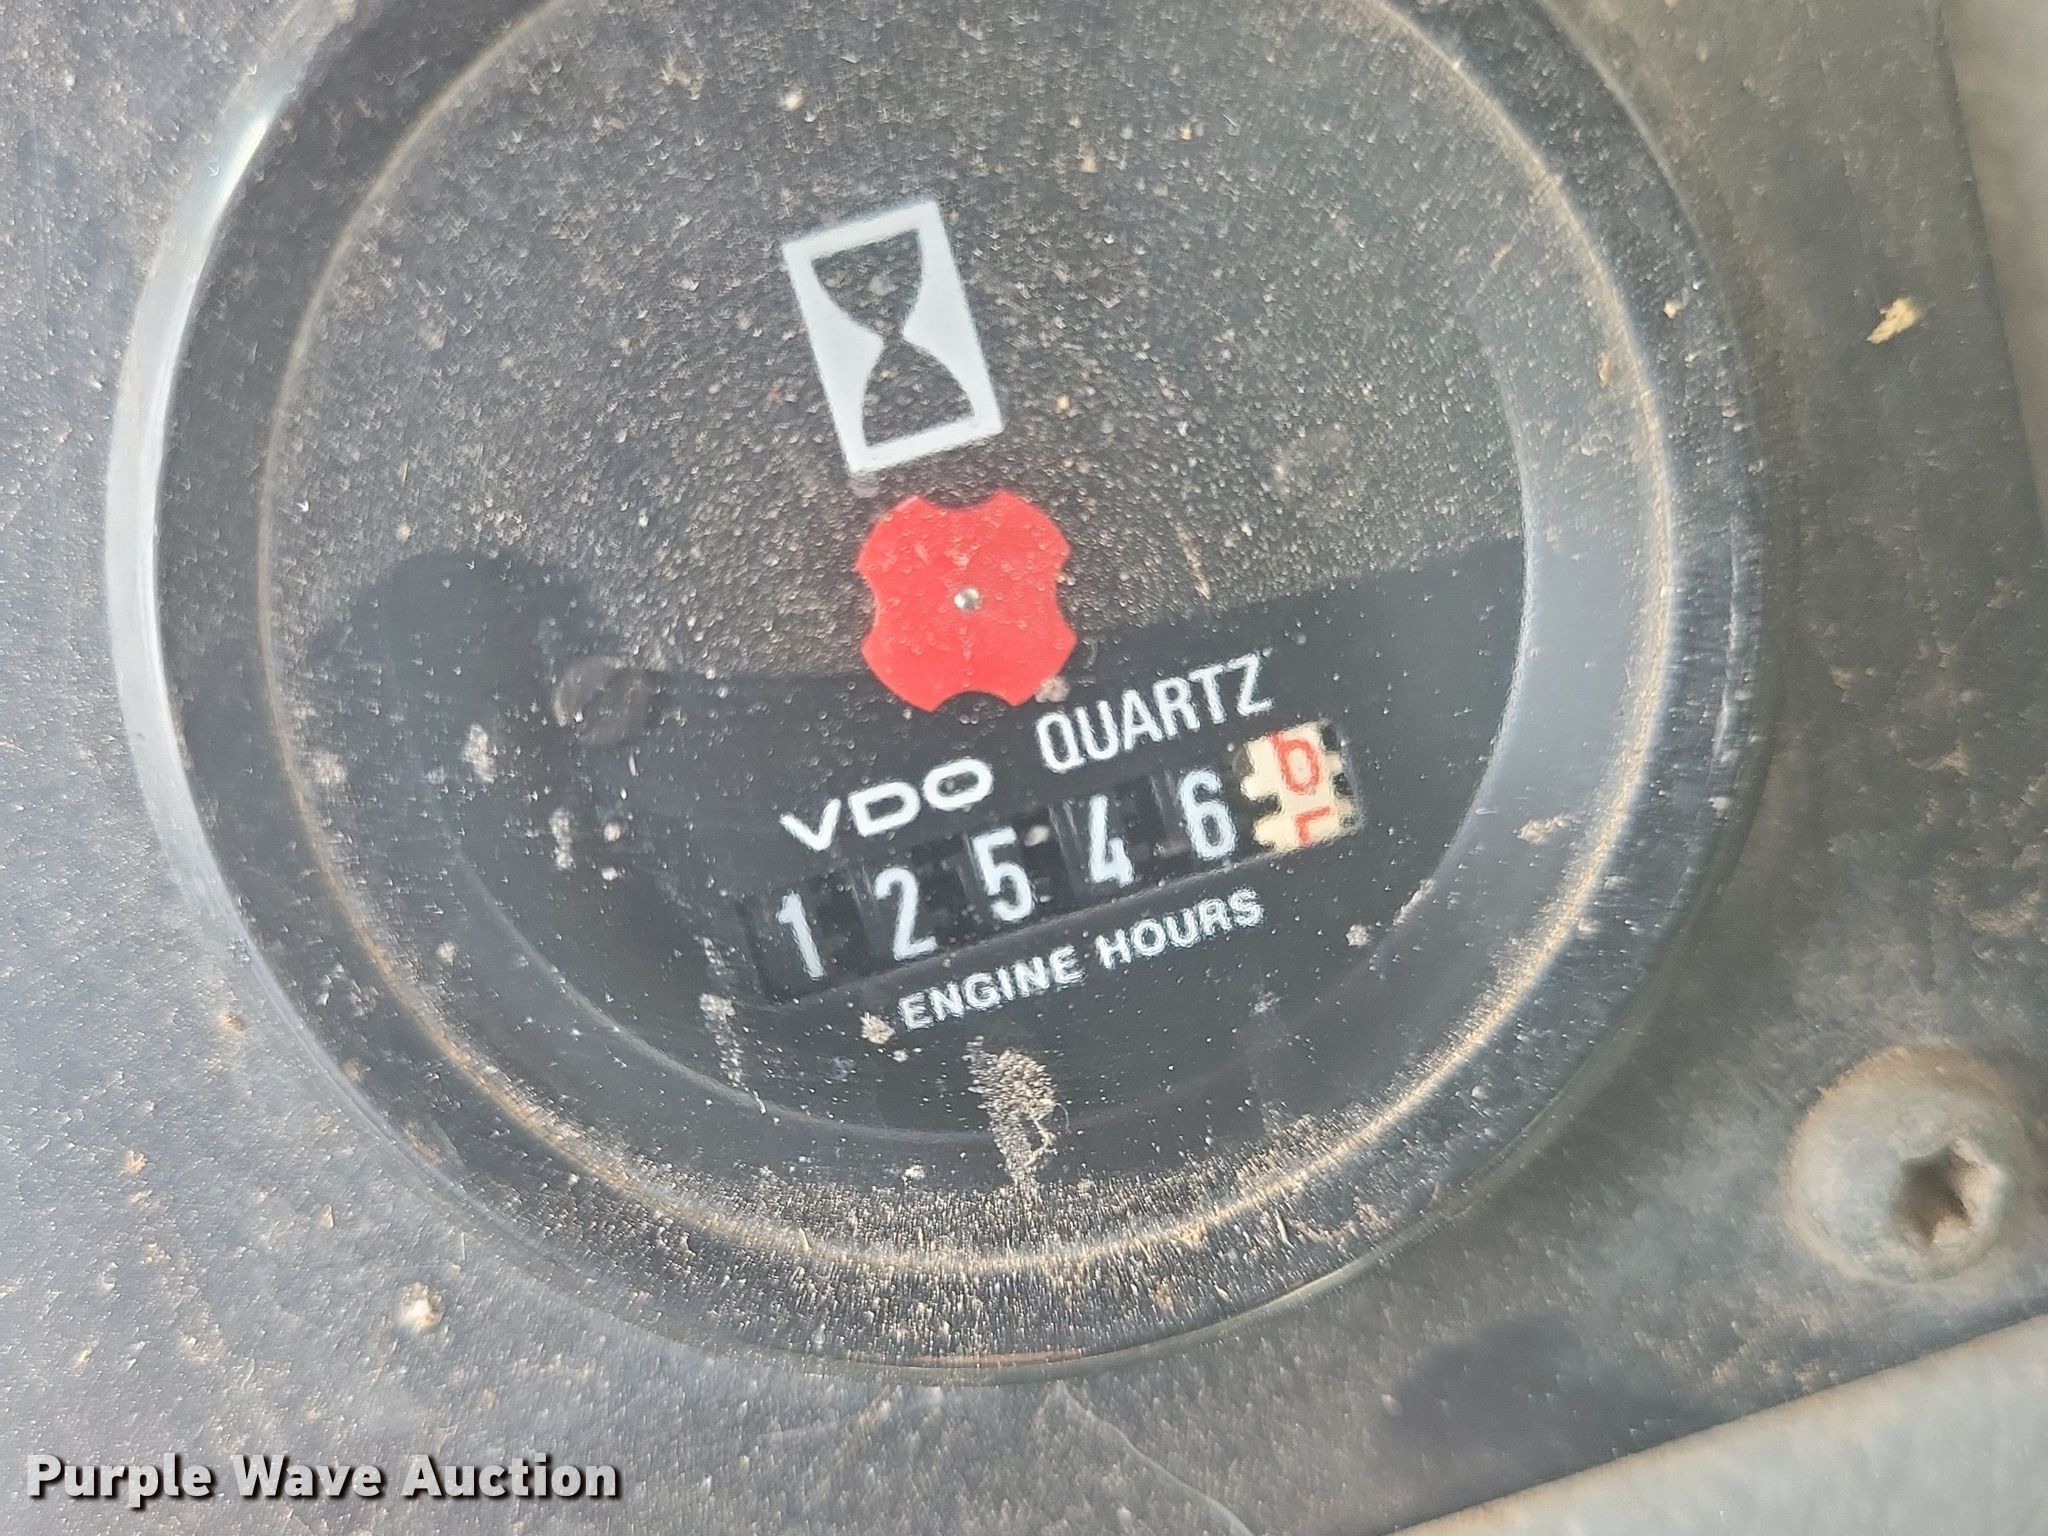 VDO QUARTZ
12546
ENGINE HOURS
Purple Wave Auction